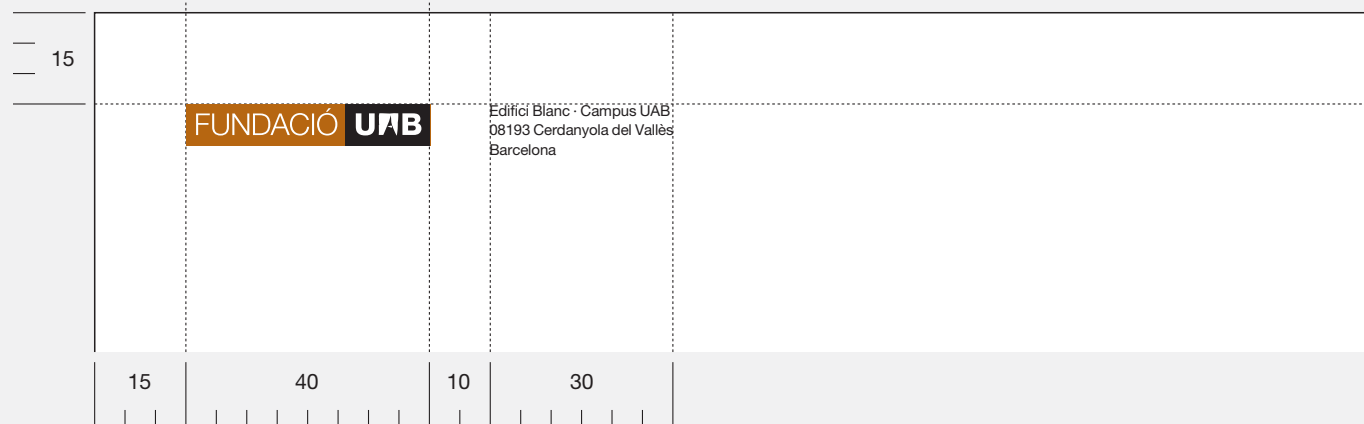 15
FUNDACIÓ UAB
Edifici Blanc · Campus UAB
08193 Cerdanyola del Vallès
Barcelona
15 40 10 30